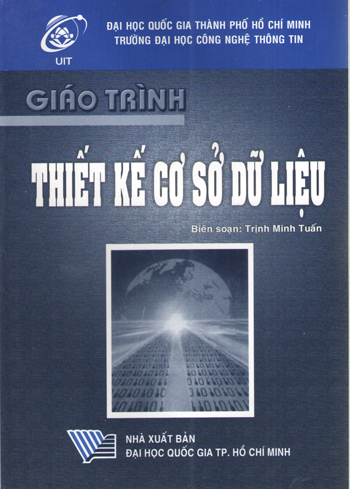 ĐẠI HỌC QUỐC GIA THÀNH PHỐ HỒ CHÍ MINH
TRƯỜNG ĐẠI HỌC CÔNG NGHỆ THÔNG TIN
UIT
GIÁO TRÌNH
THIẾT KẾ CƠ SỞ DỮ LIỆU
Biên soạn: Trịnh Minh Tuấn
NHÀ XUẤT BẢN
ĐẠI HỌC QUỐC GIA TP. HỒ CHÍ MINH